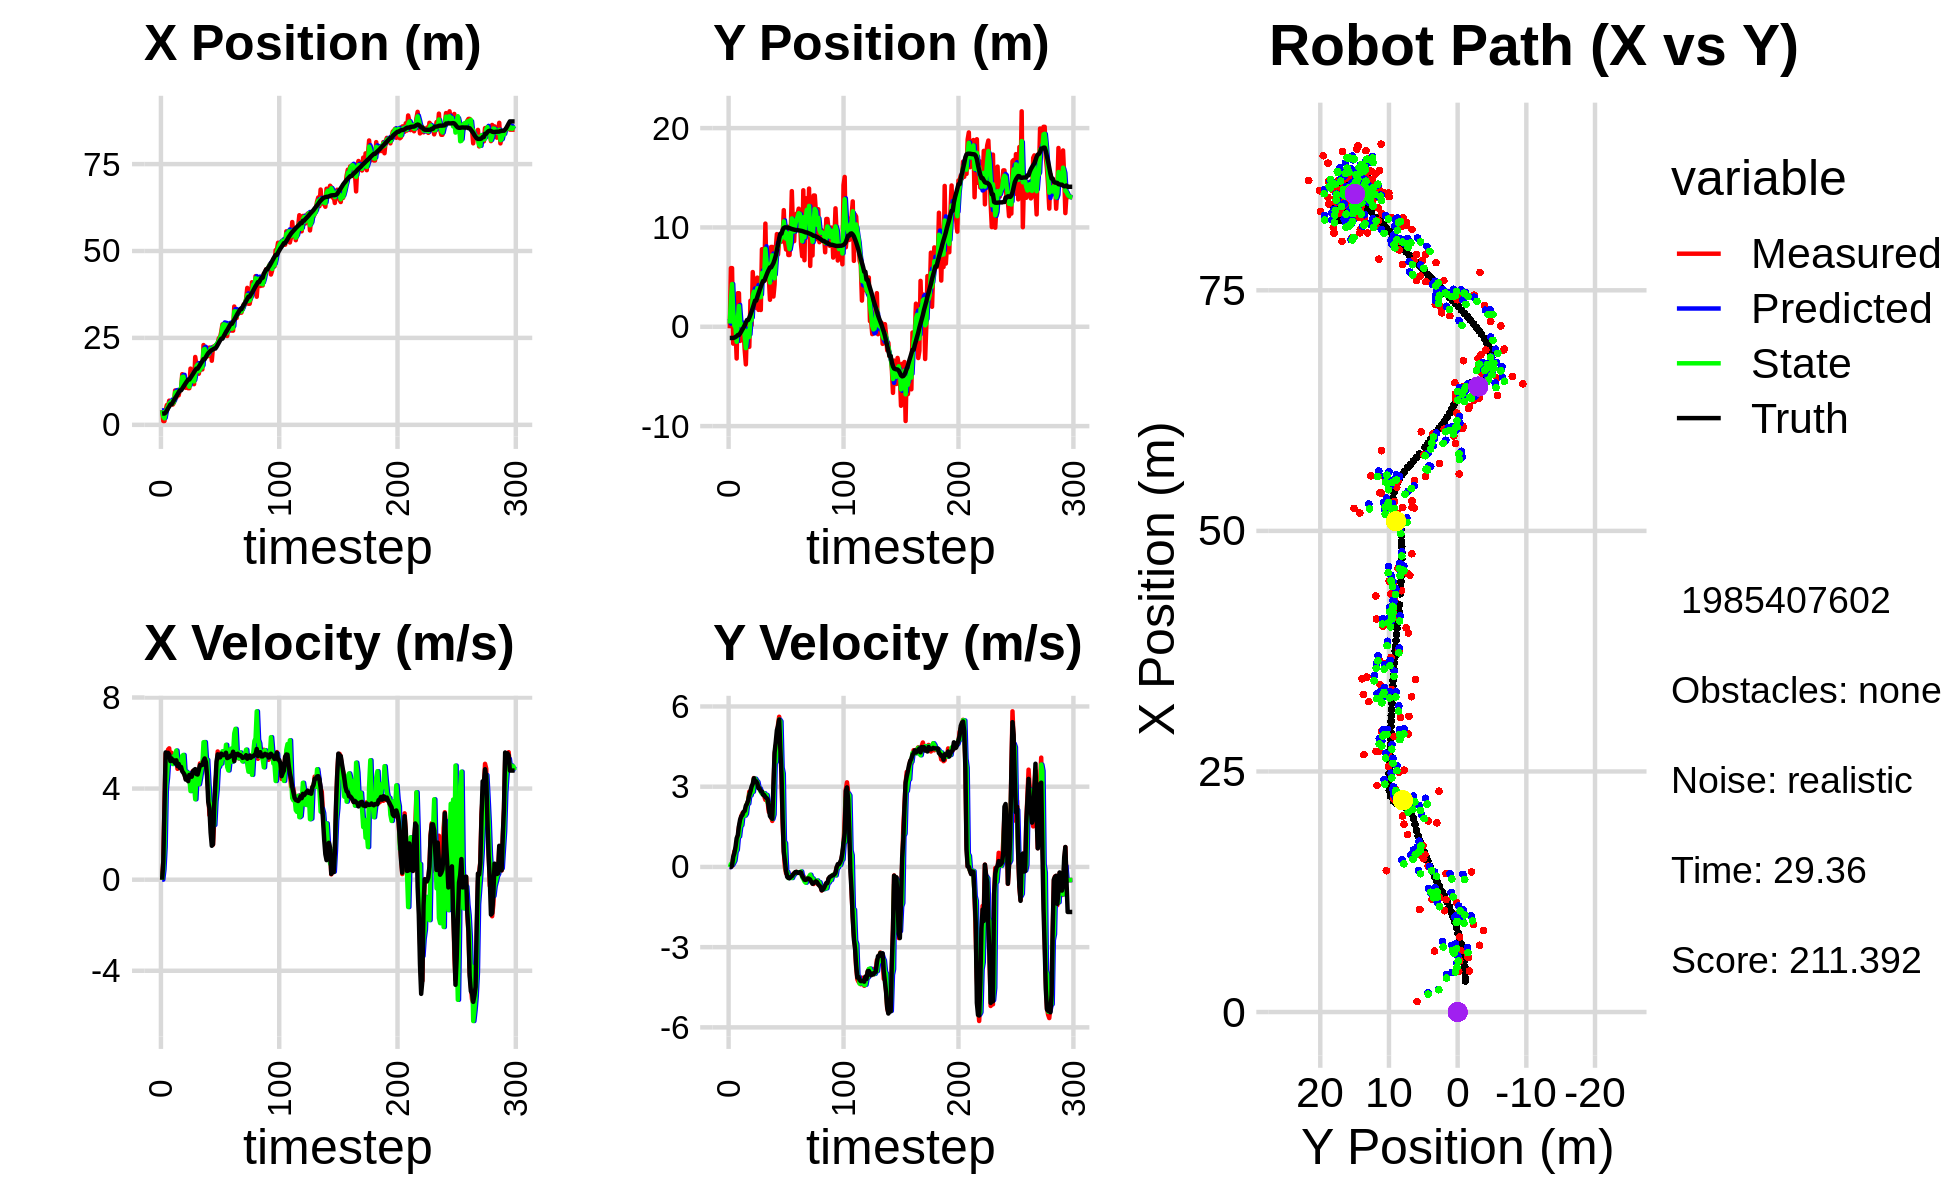 X Position (m)
75
50
25
0
0
100
200
300
timestep
Y Position (m)
20
10
0
-10
0
100
200
300
timestep
X Velocity (m/s)
8
4
0
-4
0
100
200
300
timestep
Y Velocity (m/s)
6
3
0
-3
-6
0
100
200
300
timestep
Robot Path (X vs Y)
X Position (m)
75
50
25
0
20 10 0 -10 -20
Y Position (m)
variable
Measured
Predicted
State
Truth
1985407602
Obstacles: none
Noise: realistic
Time: 29.36
Score: 211.392